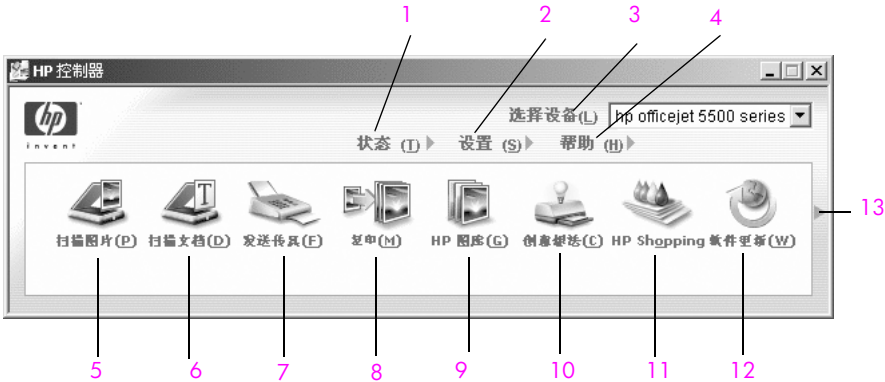 1 2 3 4
HP 控制器
hp
invent
选择设备(L) hp officejet 5500 series
状态 (T) 设置 (S) 帮助 (H)
13
扫描图片(P) 扫描文档(D) 发送传真(F) 复印(M) HP 图库(G) 创意想法(C) HP Shopping 软件更新(W)
5 6 7 8 9 10 11 12